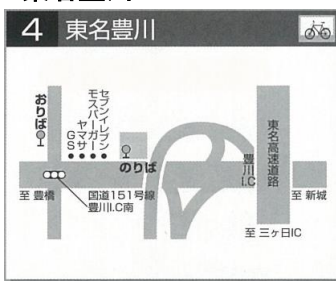 4 東名豊川
おりば
セブンイレブン
モスバーガー
ヤマサ
GS
のりば
東名高速道路
豊川I.C
至 豊橋
国道151号線
豊川I.C南
至 新城
至 三ヶ日IC